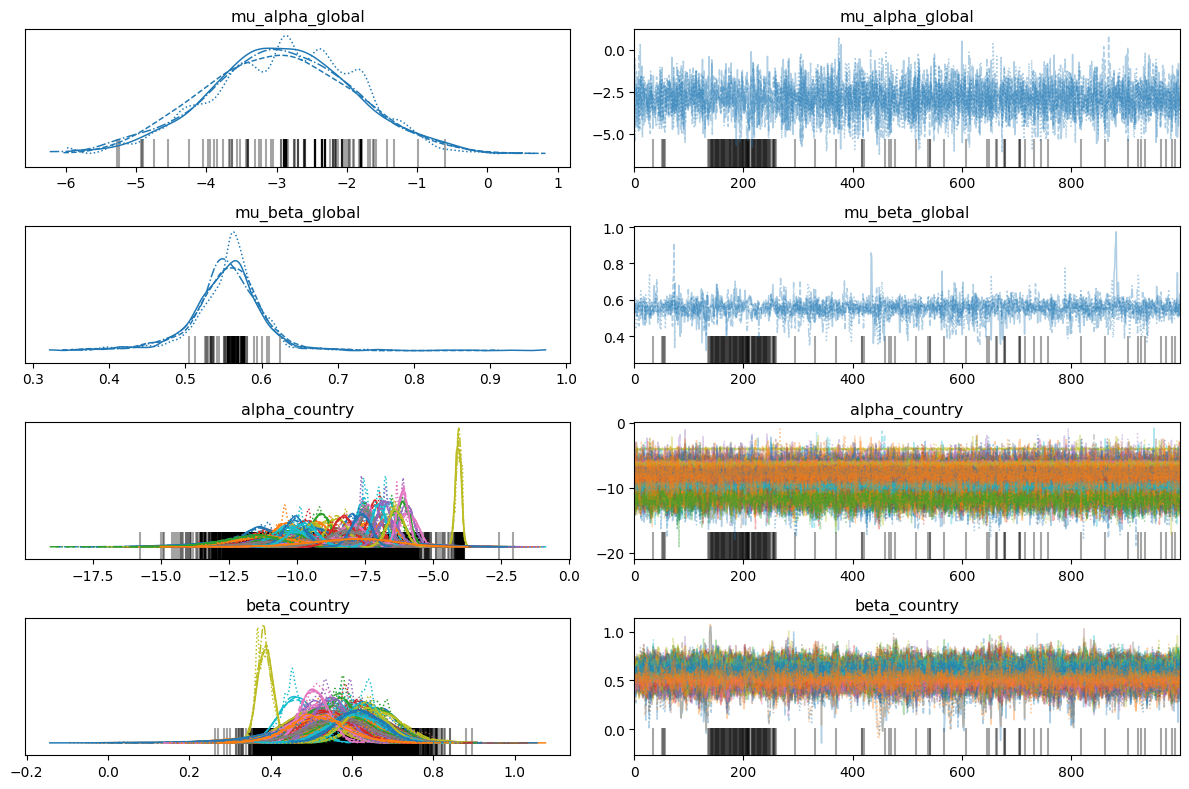 mu_alpha_global
−6 −5 −4 −3 −2 −1 0 1
mu_alpha_global
0.0
−2.5
−5.0
0 200 400 600 800
mu_beta_global
0.3 0.4 0.5 0.6 0.7 0.8 0.9 1.0
mu_beta_global
1.0
0.8
0.6
0.4
0 200 400 600 800
alpha_country
−17.5 −15.0 −12.5 −10.0 −7.5 −5.0 −2.5 0.0
alpha_country
0
−10
−20
0 200 400 600 800
beta_country
−0.2 0.0 0.2 0.4 0.6 0.8 1.0
beta_country
1.0
0.5
0.0
0 200 400 600 800